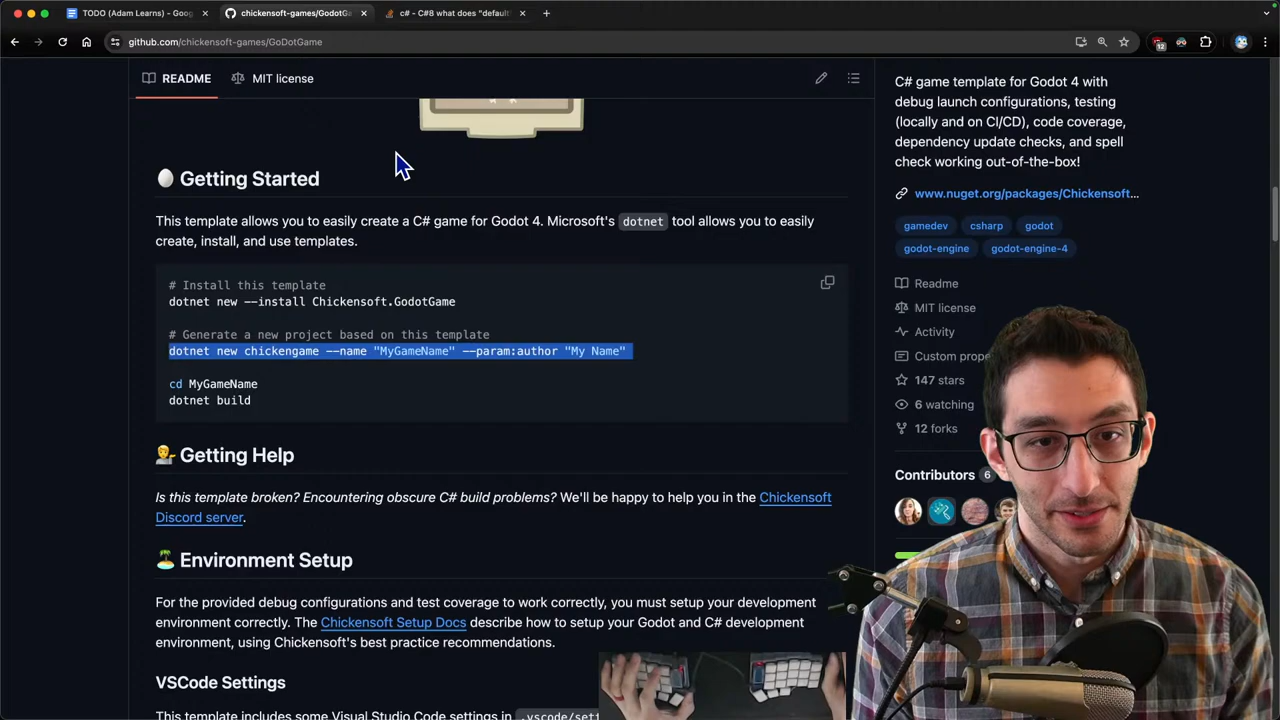 TODO (Adam Learns) - Goog
chickensoft-games/GoDotGa
c# - C#8 what does "default!
github.com/chickensoft-games/GoDotGame
12
README
MIT license
🥚 Getting Started
This template allows you to easily create a C# game for Godot 4. Microsoft's dotnet tool allows you to easily
create, install, and use templates.
# Install this template
dotnet new --install Chickensoft.GodotGame
# Generate a new project based on this template
dotnet new chickengame --name "MyGameName" --param:author "My Name"
cd MyGameName
dotnet build
💁 Getting Help
Is this template broken? Encountering obscure C# build problems? We'll be happy to help you in the Chickensoft
Discord server.
🏝 Environment Setup
For the provided debug configurations and test coverage to work correctly, you must setup your development
environment correctly. The Chickensoft Setup Docs describe how to setup your Godot and C# development
environment, using Chickensoft's best practice recommendations.
VSCode Settings
This template includes some Visual Studio Code settings in .vscode/sett
C# game template for Godot 4 with
debug launch configurations, testing
(locally and on CI/CD), code coverage,
dependency update checks, and spell
check working out-of-the-box!
www.nuget.org/packages/Chickensoft...
gamedev csharp godot
godot-engine godot-engine-4
Readme
MIT license
Activity
Custom prope
147 stars
6 watching
12 forks
Contributors 6